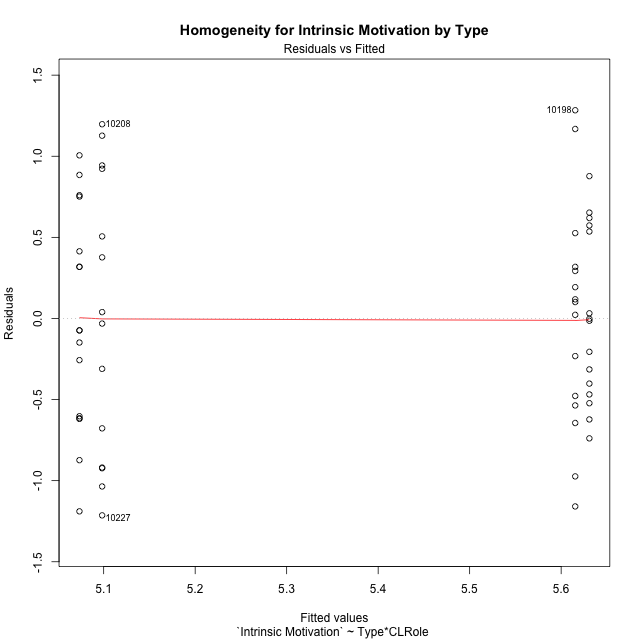 Homogeneity for Intrinsic Motivation by Type
Residuals vs Fitted
1.5
1.0
0.5
0.0
-0.5
-1.0
-1.5
Residuals
10208
10198
10227
5.1 5.2 5.3 5.4 5.5 5.6
Fitted values
`Intrinsic Motivation` ~ Type*CLRole